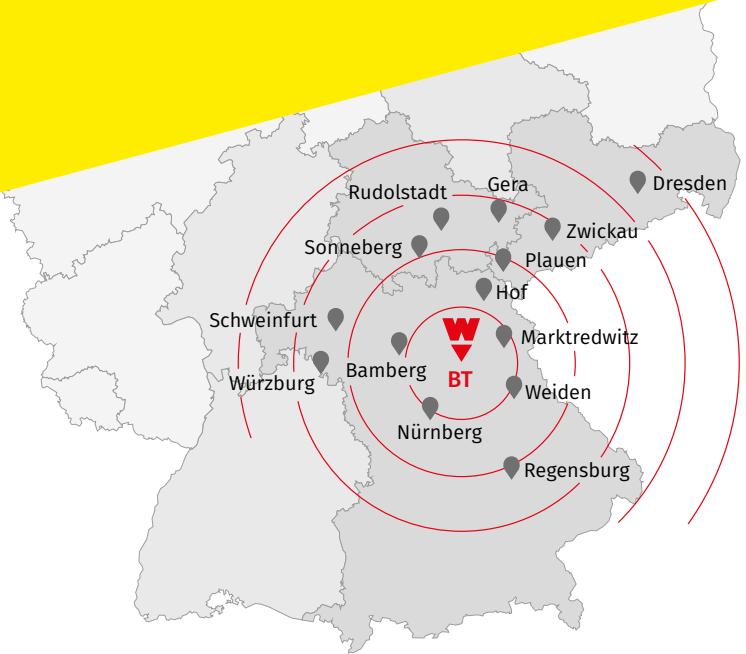 Gera
Rudolstadt
Dresden
Zwickau
Sonneberg
Plauen
Hof
Schweinfurt
W
Marktredwitz
Bamberg
BT
Würzburg
Weiden
Nürnberg
Regensburg